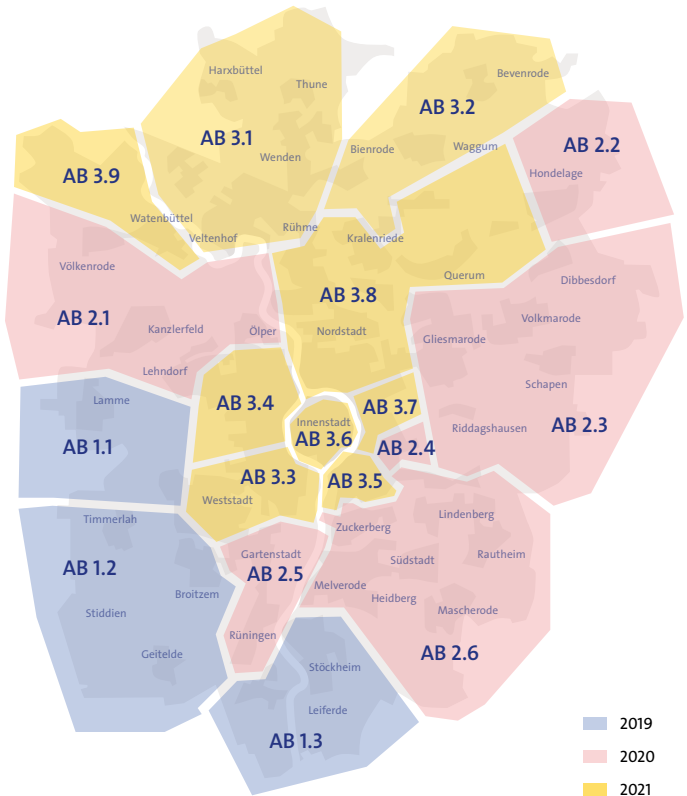 Harxbüttel
Thune
Bevenrode
AB 3.2
AB 3.1
Bienrode
Waggum
AB 2.2
Wenden
Hondelage
AB 3.9
Watenbüttel
Veltenhof
Rühme
Kralenriede
Völkenrode
Querum
Dibbesdorf
AB 3.8
AB 2.1
Kanzlerfeld
Ölper
Nordstadt
Gliesmarode
Volkmarode
Lehndorf
Schapen
Lamme
AB 3.4
AB 3.7
Innenstadt
AB 3.6
Riddagshausen
AB 2.3
AB 1.1
AB 2.4
AB 3.3
AB 3.5
Weststadt
Timmerlah
Zuckerberg
Lindenberg
Gartenstadt
AB 2.5
Südstadt
Rautheim
AB 1.2
Broitzem
Melverode
Heidberg
Mascherode
Stiddien
Rüningen
AB 2.6
Geitelde
Stöckheim
Leiferde
AB 1.3
2019
2020
2021